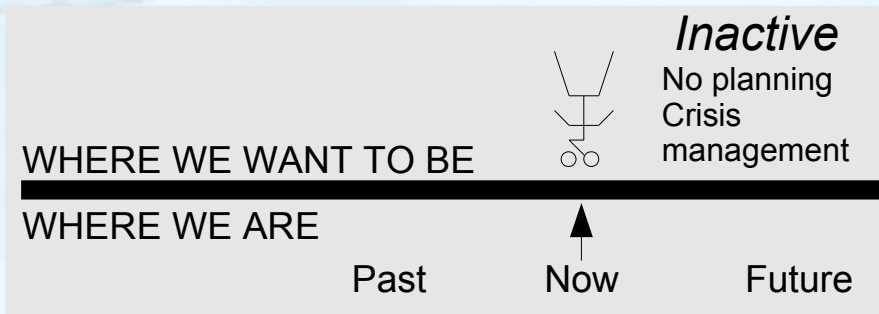 Inactive
No planning
Crisis
management
WHERE WE WANT TO BE
WHERE WE ARE
Past Now Future